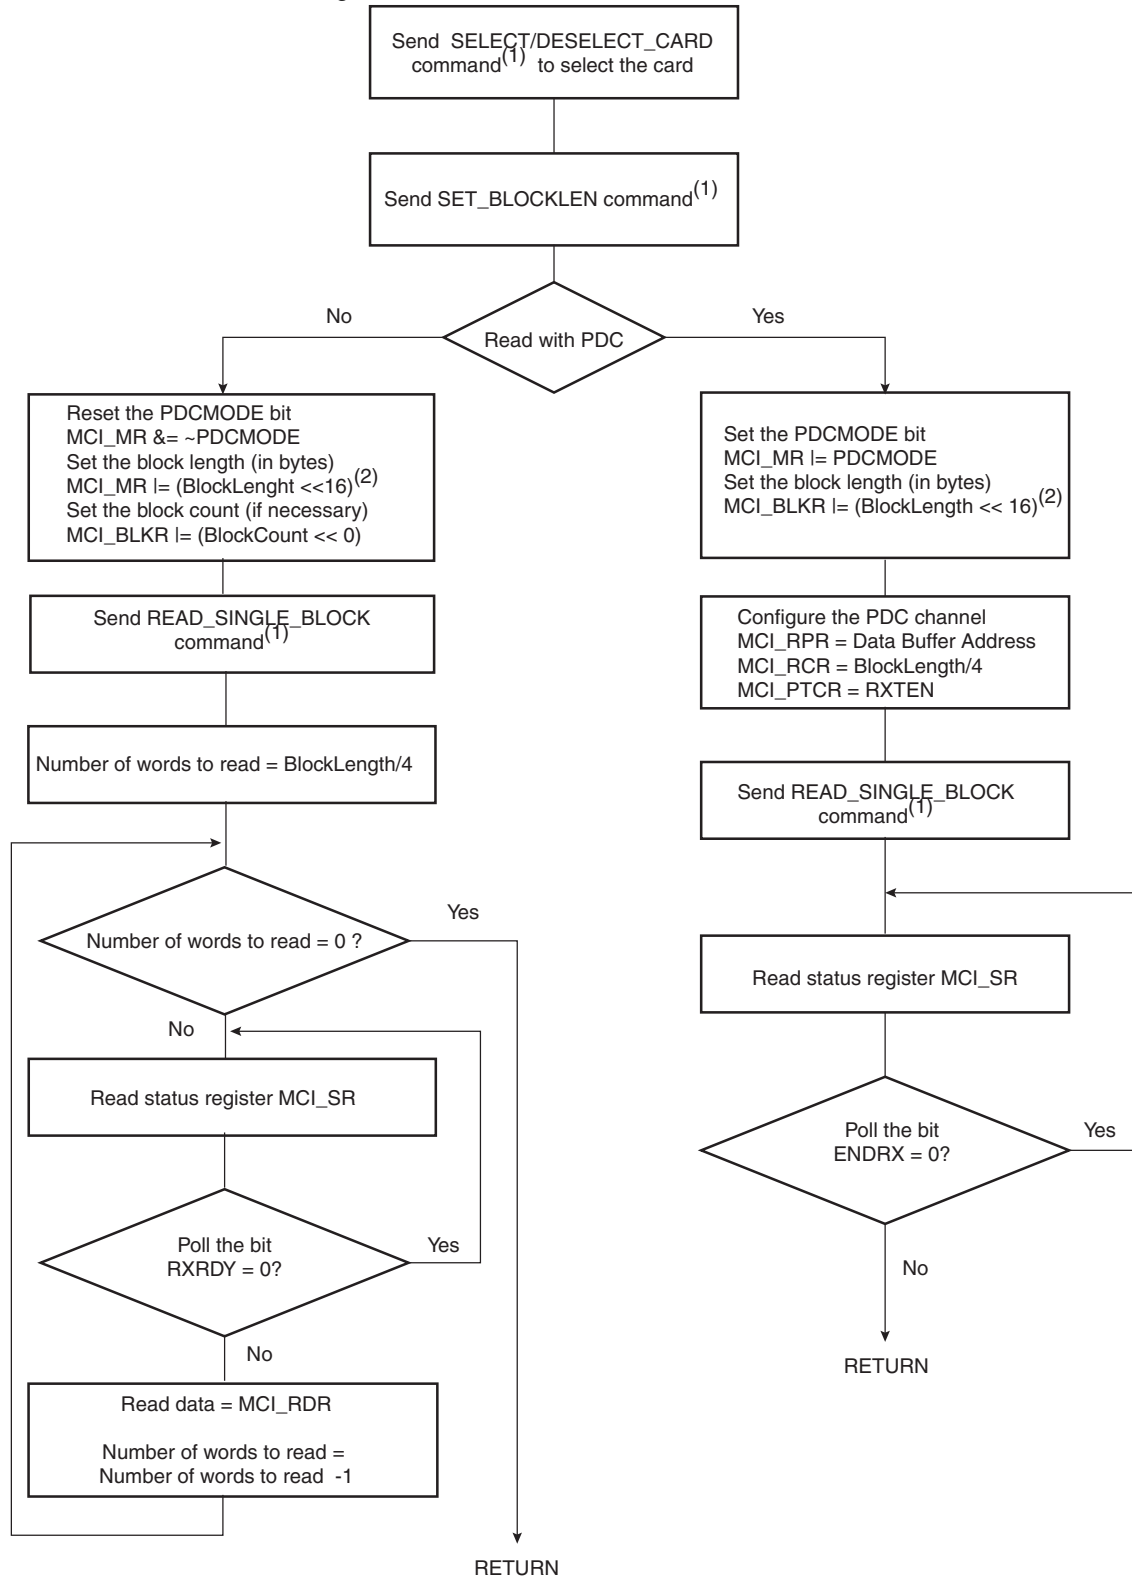 Send SELECT/DESELECT_CARD
command(1) to select the card
Send SET_BLOCKLEN command(1)
Read with PDC
No
Yes
Reset the PDCMODE bit
MCI_MR &= ~PDCMODE
Set the block length (in bytes)
MCI_MR |= (BlockLenght <<16)(2)
Set the block count (if necessary)
MCI_BLKR |= (BlockCount << 0)
Send READ_SINGLE_BLOCK
command(1)
Number of words to read = BlockLength/4
Number of words to read = 0 ?
Yes
No
Read status register MCI_SR
Poll the bit
RXRDY = 0?
Yes
No
Read data = MCI_RDR
Number of words to read =
Number of words to read -1
RETURN
Set the PDCMODE bit
MCI_MR |= PDCMODE
Set the block length (in bytes)
MCI_BLKR |= (BlockLength << 16)(2)
Configure the PDC channel
MCI_RPR = Data Buffer Address
MCI_RCR = BlockLength/4
MCI_PTCR = RXTEN
Send READ_SINGLE_BLOCK
command(1)
Read status register MCI_SR
Poll the bit
ENDRX = 0?
Yes
No
RETURN